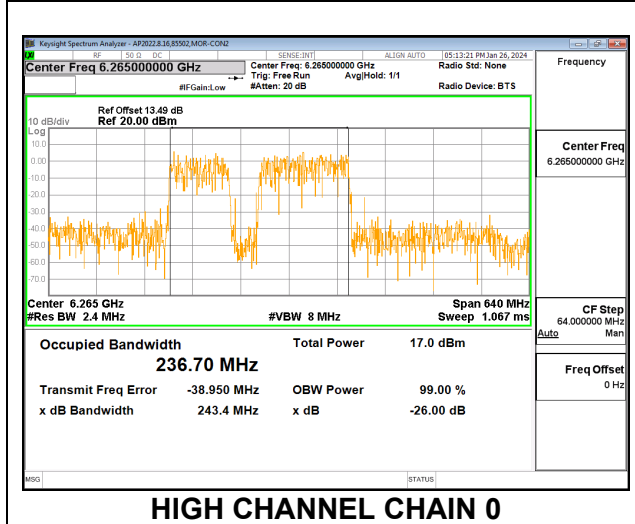 Keysight Spectrum Analyzer - AP2022.8.16,85502,MOR-CON2
RF 50 Ω DC SENSE:INT ALIGN AUTO 05:13:21 PM Jan 26, 2024
Center Freq 6.265000000 GHz
Center Freq: 6.265000000 GHz
Radio Std: None
Trig: Free Run Avg|Hold: 1/1
#IFGain:Low #Atten: 20 dB Radio Device: BTS
Frequency
Ref Offset 13.49 dB
10 dB/div Ref 20.00 dBm
Log
10.0
0.00
-10.0
-20.0
-30.0
-40.0
-50.0
-60.0
-70.0
Center Freq
6.265000000 GHz
Center 6.265 GHz Span 640 MHz
#Res BW 2.4 MHz #VBW 8 MHz Sweep 1.067 ms
CF Step
64.000000 MHz
Auto Man
Occupied Bandwidth Total Power 17.0 dBm
236.70 MHz
Freq Offset
0 Hz
Transmit Freq Error -38.950 MHz OBW Power 99.00 %
x dB Bandwidth 243.4 MHz x dB -26.00 dB
MSG STATUS
HIGH CHANNEL CHAIN 0